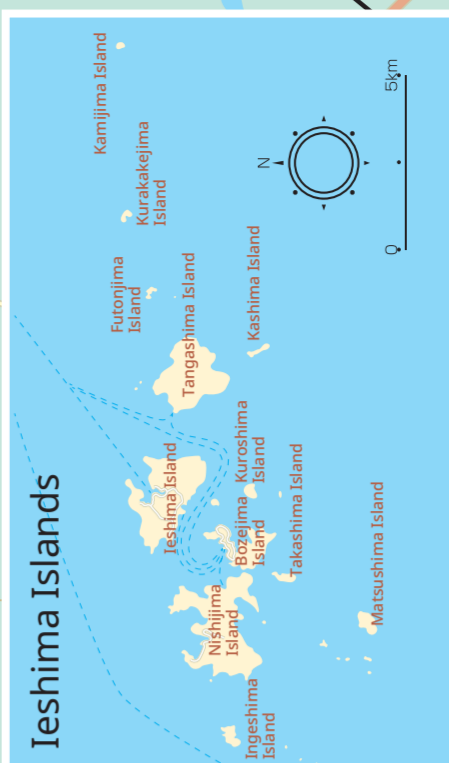 Ieshima Islands
Ingeshima
Island
Nishijima
Island
Ieshima Island
Bozejima
Island
Kuroshima
Island
Takashima Island
Matsushima Island
Tangashima Island
Futonjima
Island
Kashima Island
Kurakakejima
Island
Kamijima Island
N
0
5km